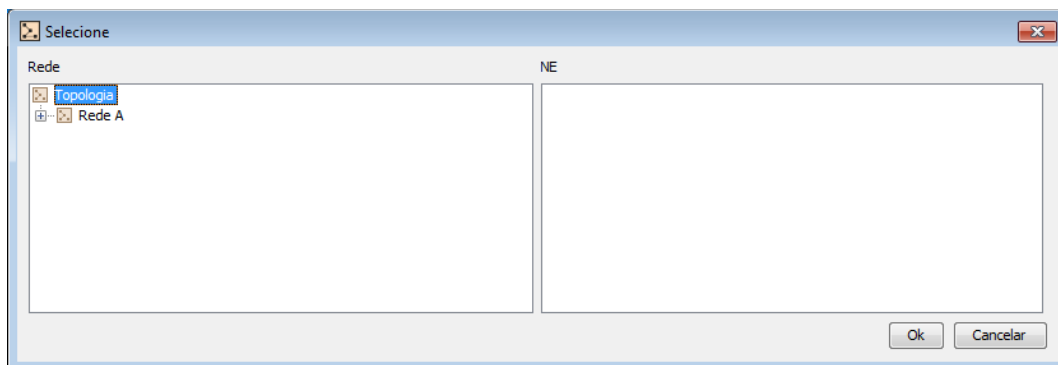 Selecione
Rede
NE
Topologia
Rede A
Ok
Cancelar